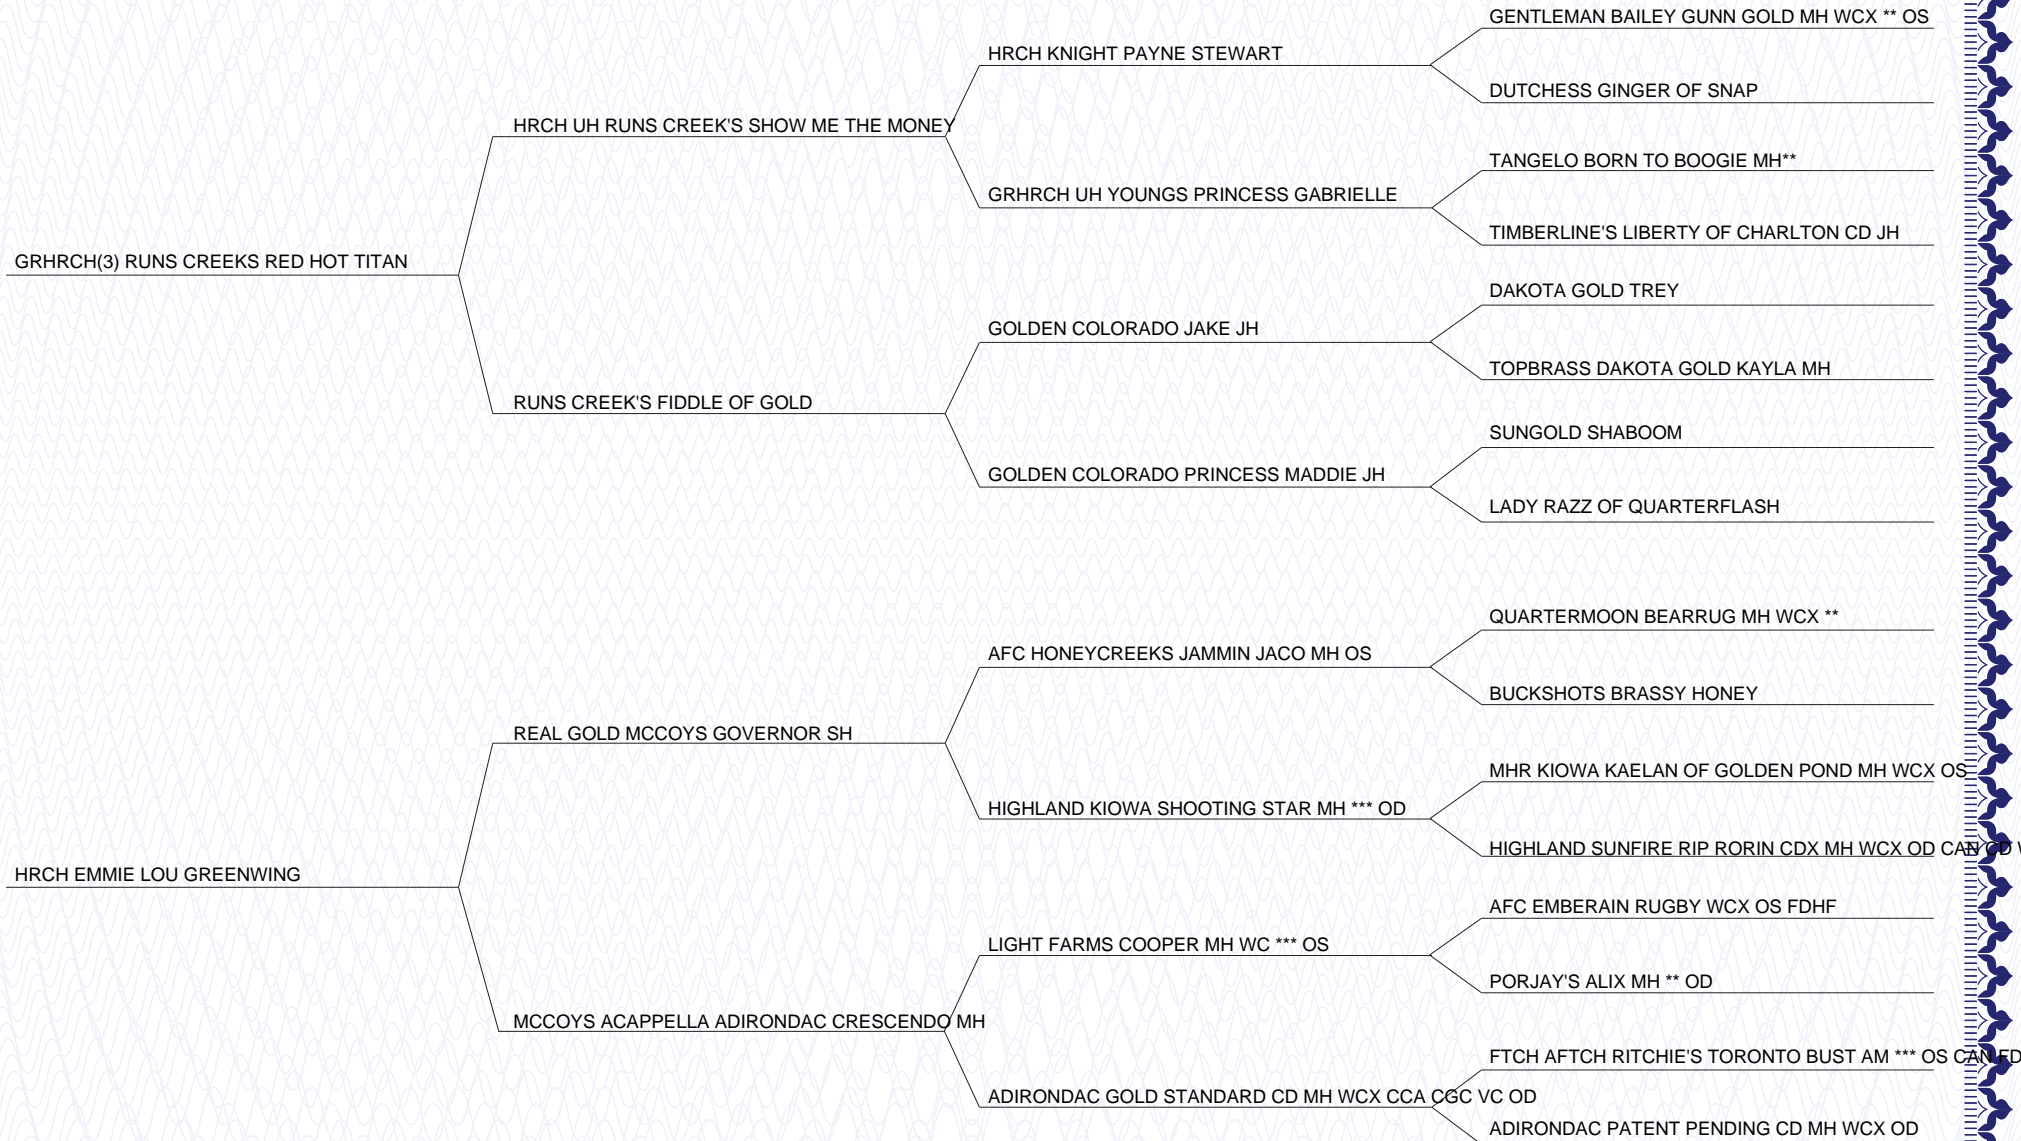 GENTLEMAN BAILEY GUNN GOLD MH WCX ** OS
HRCH KNIGHT PAYNE STEWART
DUTCHESS GINGER OF SNAP
HRCH UH RUNS CREEK'S SHOW ME THE MONEY
TANGELO BORN TO BOOGIE MH**
GRHRCH UH YOUNGS PRINCESS GABRIELLE
TIMBERLINE'S LIBERTY OF CHARLTON CD JH
GRHRCH(3) RUNS CREEKS RED HOT TITAN
DAKOTA GOLD TREY
GOLDEN COLORADO JAKE JH
TOPBRASS DAKOTA GOLD KAYLA MH
RUNS CREEK'S FIDDLE OF GOLD
SUNGOLD SHABOOM
GOLDEN COLORADO PRINCESS MADDIE JH
LADY RAZZ OF QUARTERFLASH
QUARTERMOON BEARRUG MH WCX **
AFC HONEYCREEKS JAMMIN JACO MH OS
BUCKSHOTS BRASSY HONEY
REAL GOLD MCCOYS GOVERNOR SH
MHR KIOWA KAELAN OF GOLDEN POND MH WCX OS
HIGHLAND KIOWA SHOOTING STAR MH *** OD
HIGHLAND SUNFIRE RIP RORIN CDX MH WCX OD CAN CD
HRCH EMMIE LOU GREENWING
AFC EMBERAIN RUGBY WCX OS FDHF
LIGHT FARMS COOPER MH WC *** OS
PORJAY'S ALIX MH ** OD
MCCOYS ACAPPELLA ADIRONDAC CRESCENDO MH
FTCH AFTCH RITCHIE'S TORONTO BUST AM *** OS CAN
ADIRONDAC GOLD STANDARD CD MH WCX CCA CGC VC OD
ADIRONDAC PATENT PENDING CD MH WCX OD